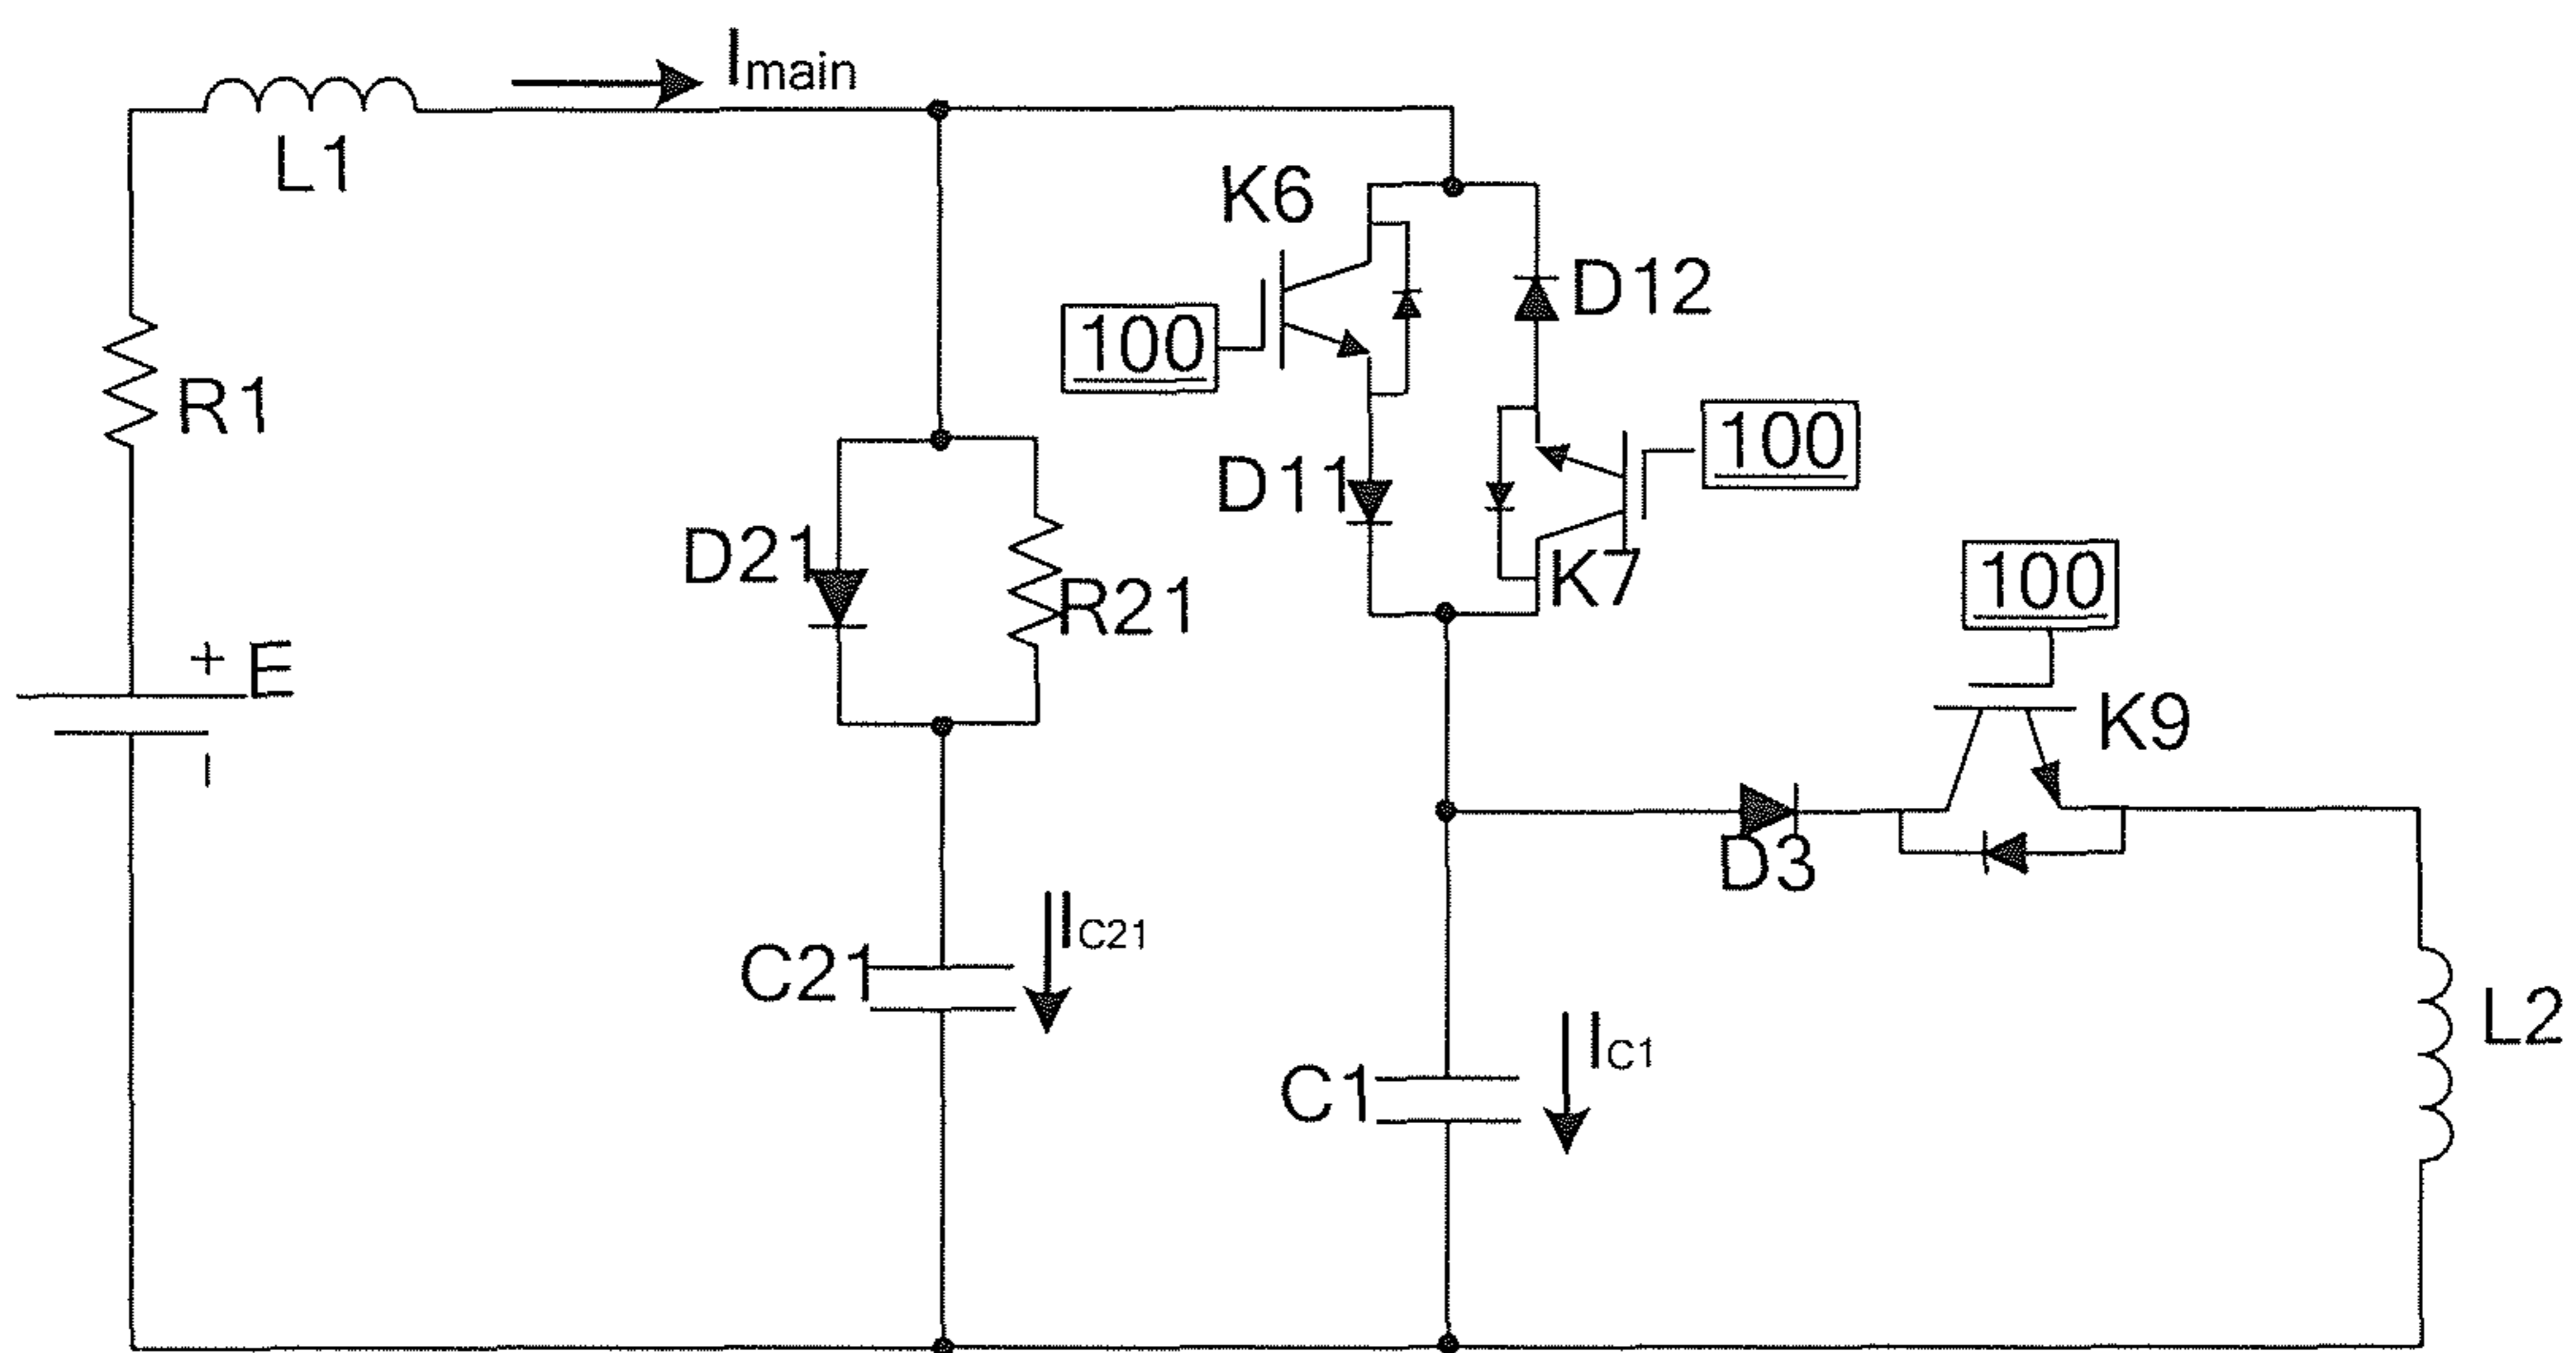 Imain
L1
K6
D12
100
R1
100
D11
D21
K7
100
R21
+ E
-
K9
D3
IC21
C21
L2
IC1
C1